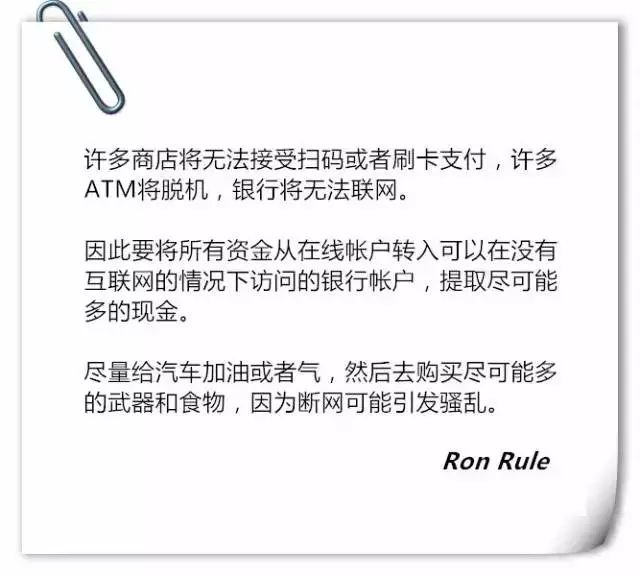 许多商店将无法接受扫码或者刷卡支付，许多
ATM将脱机，银行将无法联网。
因此要将所有资金从在线帐户转入可以在没有
互联网的情况下访问的银行帐户，提取尽可能
多的现金。
尽量给汽车加油或者气，然后去购买尽可能多
的武器和食物，因为断网可能引发骚乱。
Ron Rule